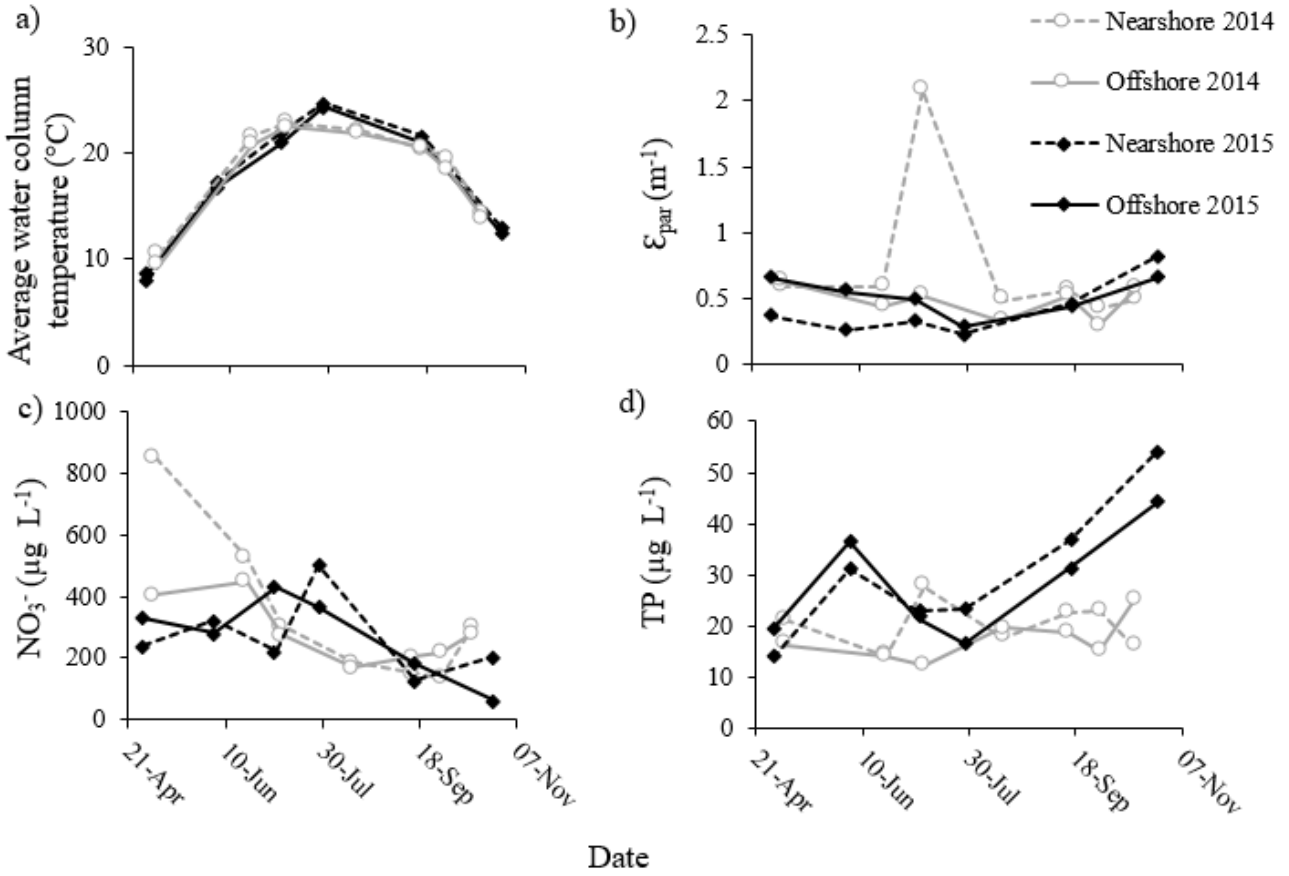 a)
Average water column
temperature (°C)
30
20
10
0
b)
Ɛpar (m-1)
2.5
2
1.5
1
0.5
0
Nearshore 2014
Offshore 2014
Nearshore 2015
Offshore 2015
c)
NO3- (µg L-1)
1000
800
600
400
200
0
21-Apr
10-Jun
30-Jul
18-Sep
07-Nov
d)
TP (µg L-1)
60
50
40
30
20
10
0
21-Apr
10-Jun
30-Jul
18-Sep
07-Nov
Date